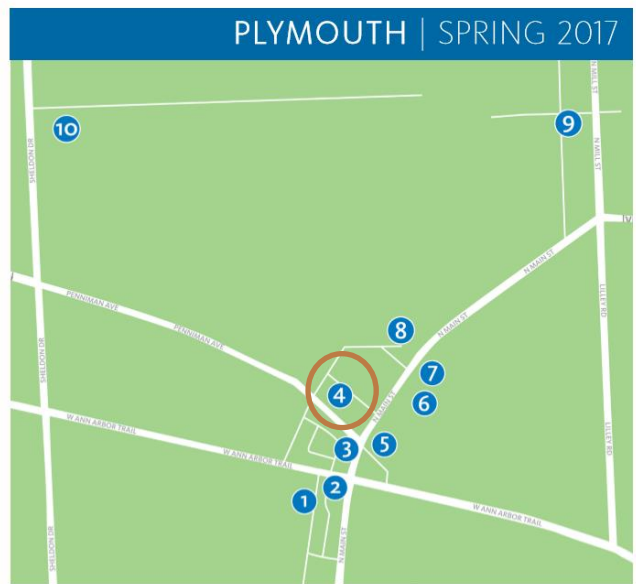 PLYMOUTH | SPRING 2017
N MILL ST
10
9
SHELDON DR
N MILL ST
N MAIN ST
PENNIMAN AVE
LILLEY RD
PENNIMAN AVE
8
N MAIN ST
7
SHELDON DR
4
6
N MAIN ST
3
5
W ANN ARBOR TRAIL
LILLEY RD
W ANN ARBOR TRAIL
2
1
W ANN ARBOR TRAIL
N MAIN ST